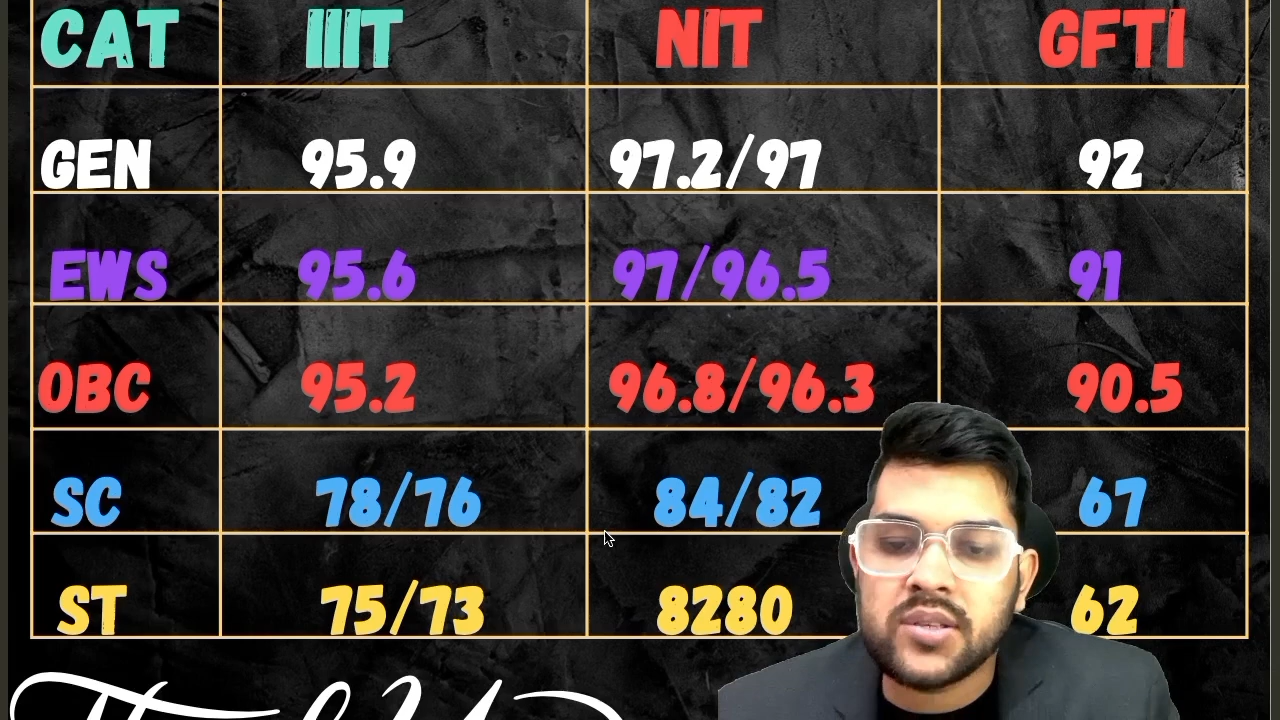 CAT IIIT NIT GFTI
GEN 95.9 97.2/97 92
EWS 95.6 97/96.5 91
OBC 95.2 96.8/96.3 90.5
SC 78/76 84/82 67
ST 75/73 8280 62